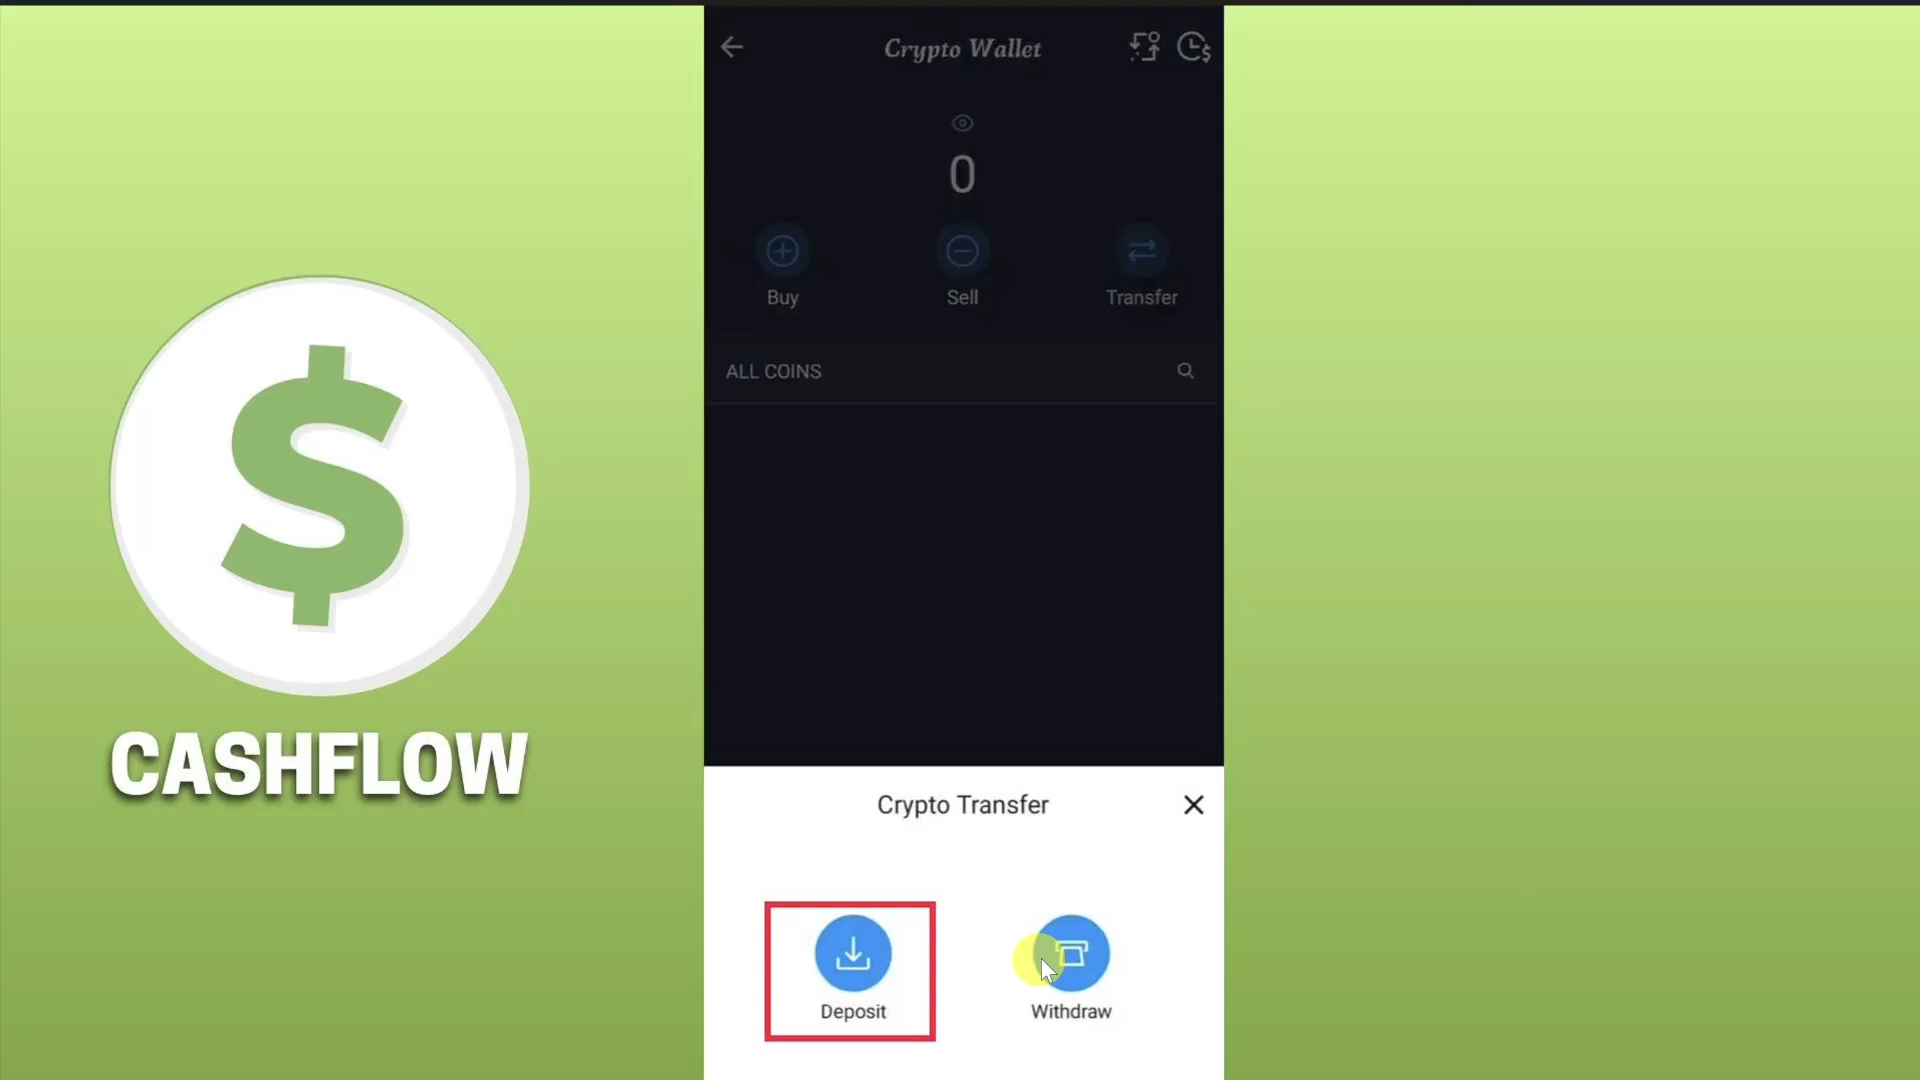 Crypto Wallet
0
Buy
Sell
Transfer
ALL COINS
CASHFLOW
Crypto Transfer
Deposit
Withdraw